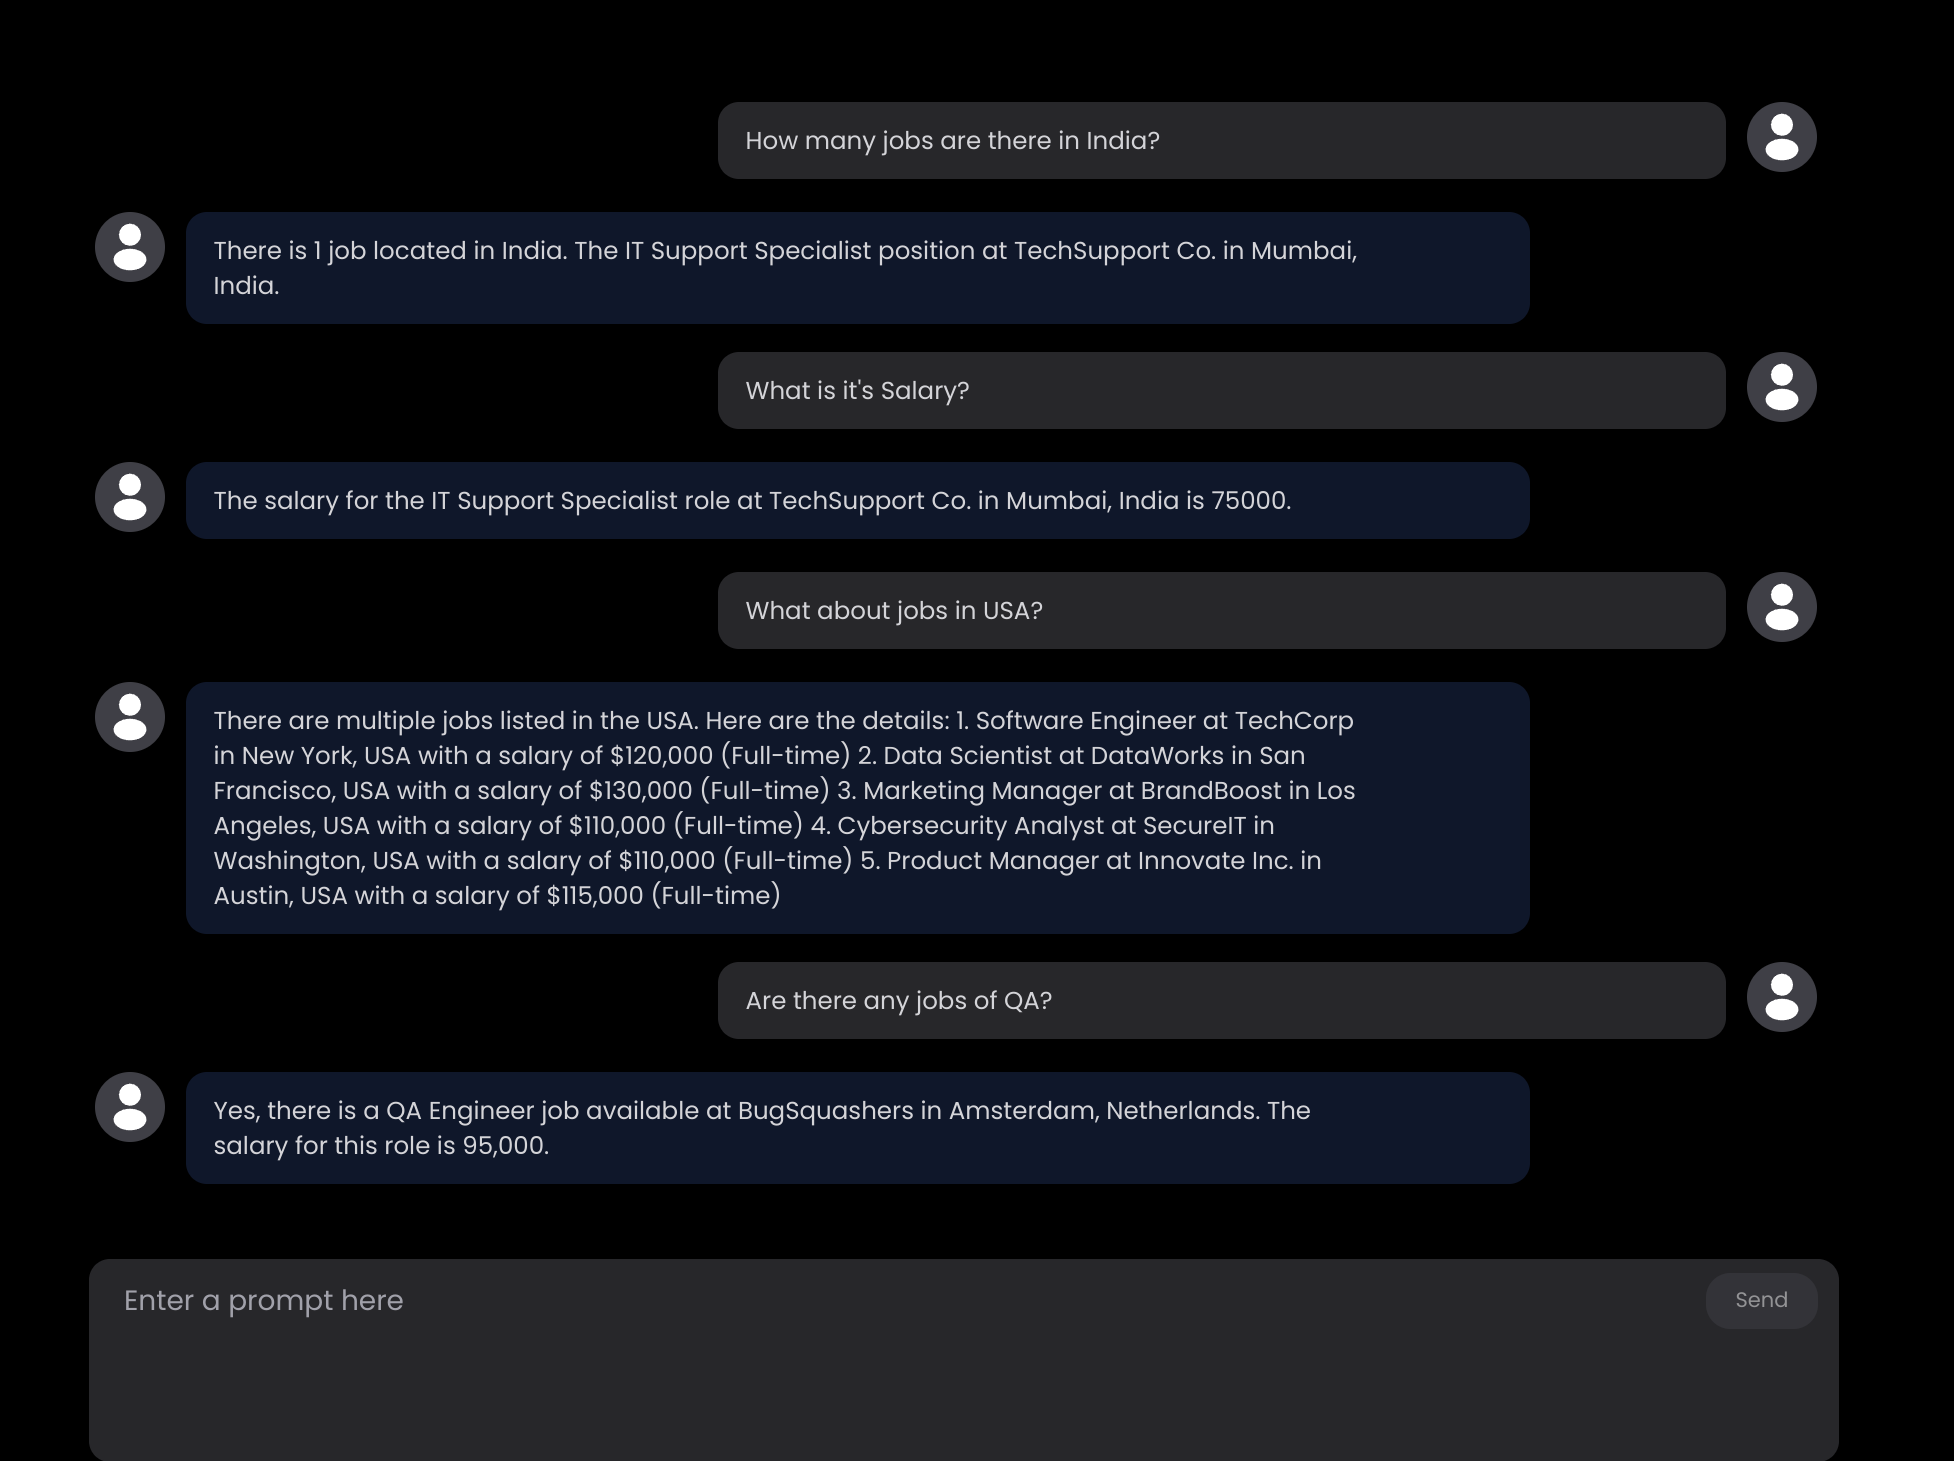 How many jobs are there in India?
There is 1 job located in India. The IT Support Specialist position at TechSupport Co. in Mumbai,
India.
What is it's Salary?
The salary for the IT Support Specialist role at TechSupport Co. in Mumbai, India is 75000.
What about jobs in USA?
There are multiple jobs listed in the USA. Here are the details: 1. Software Engineer at TechCorp
in New York, USA with a salary of $120,000 (Full-time) 2. Data Scientist at DataWorks in San
Francisco, USA with a salary of $130,000 (Full-time) 3. Marketing Manager at BrandBoost in Los
Angeles, USA with a salary of $110,000 (Full-time) 4. Cybersecurity Analyst at SecureIT in
Washington, USA with a salary of $110,000 (Full-time) 5. Product Manager at Innovate Inc. in
Austin, USA with a salary of $115,000 (Full-time)
Are there any jobs of QA?
Yes, there is a QA Engineer job available at BugSquashers in Amsterdam, Netherlands. The
salary for this role is 95,000.
Enter a prompt here
Send